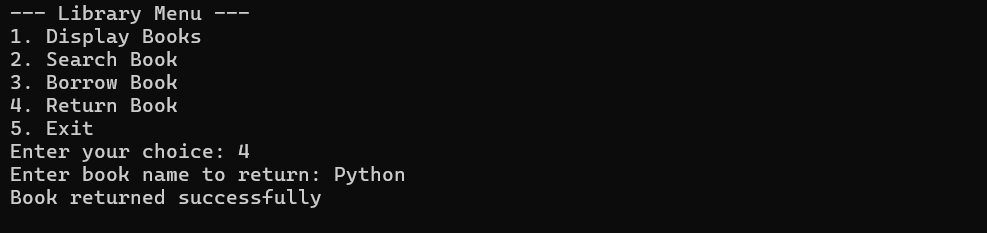 --- Library Menu ---
1. Display Books
2. Search Book
3. Borrow Book
4. Return Book
5. Exit
Enter your choice: 4
Enter book name to return: Python
Book returned successfully